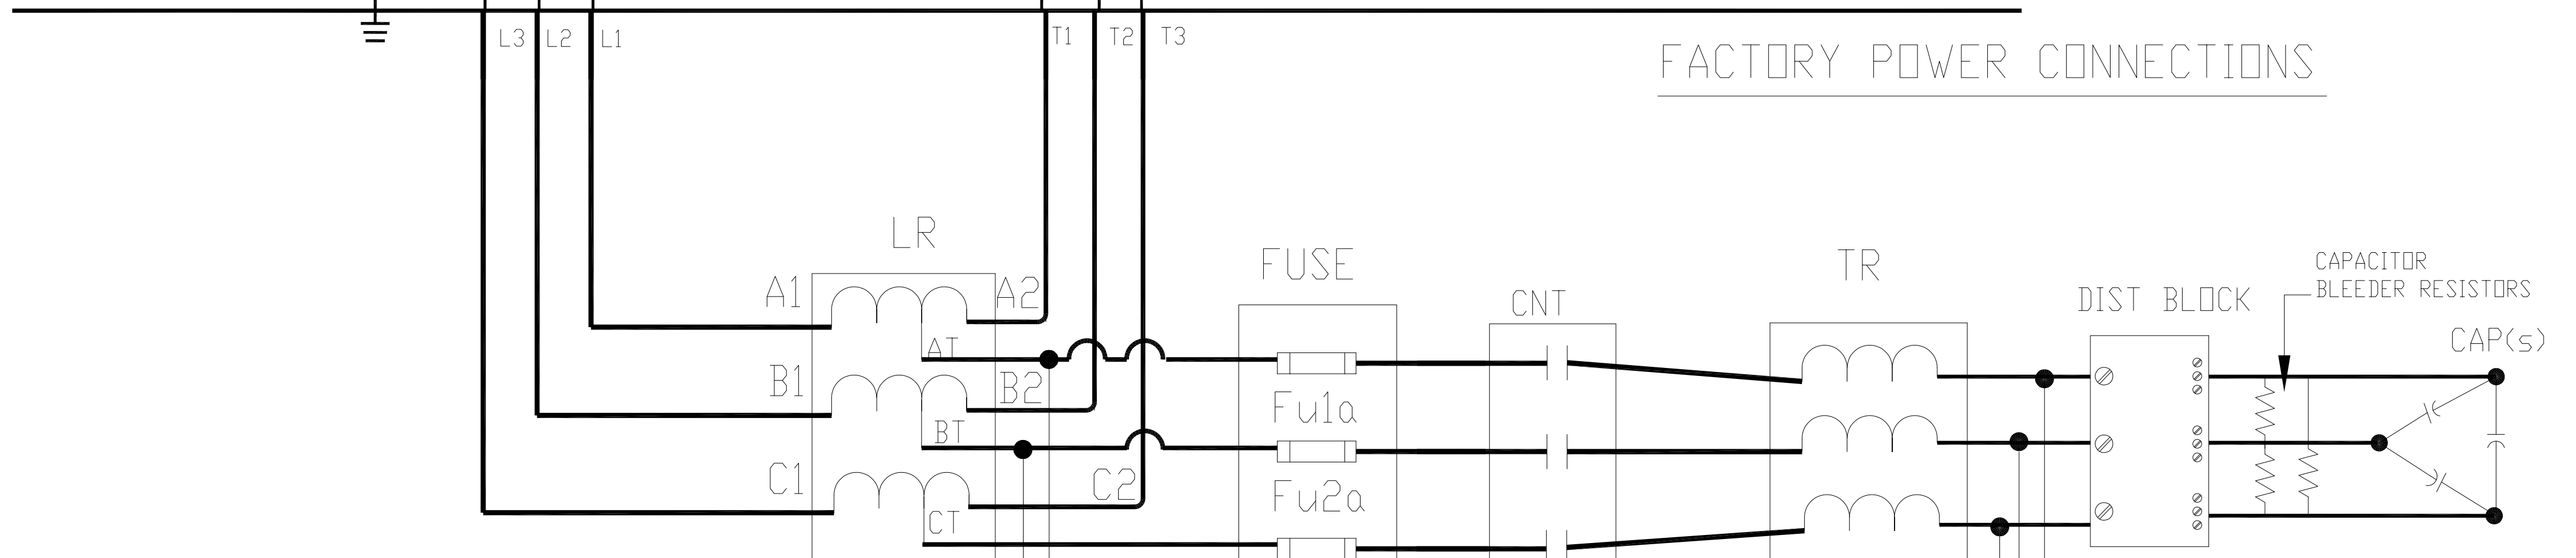 L3 L2 L1 T1 T2 T3
FACTORY POWER CONNECTIONS
LR
FUSE
TR
CNT
CAPACITOR
BLEEDER RESISTORS
DIST BLOCK
CAP(s)
A1 A2
AT
B1 B2
Fu1a
BT
C1 C2
Fu2a
CT